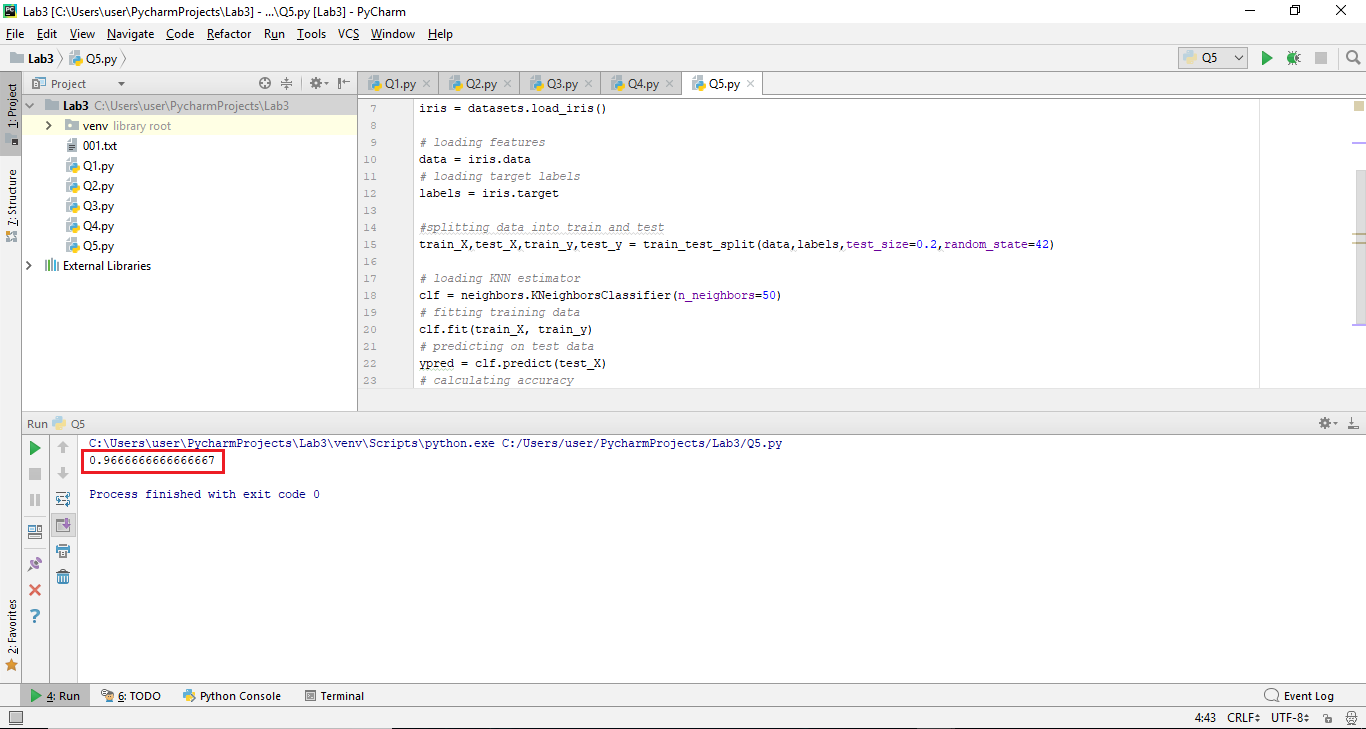 Lab3 [C:\Users\user\PycharmProjects\Lab3] - ...\Q5.py [Lab3] - PyCharm
File Edit View Navigate Code Refactor Run Tools VCS Window Help
Lab3 Q5.py
Q5
1: Project
7: Structure
2: Favorites
Project
Lab3 C:\Users\user\PycharmProjects\Lab3
venv library root
001.txt
Q1.py
Q2.py
Q3.py
Q4.py
Q5.py
External Libraries
Q1.py Q2.py Q3.py Q4.py Q5.py
7 iris = datasets.load_iris()
8
9 # loading features
10 data = iris.data
11 # loading target labels
12 labels = iris.target
13
14 #splitting data into train and test
15 train_X,test_X,train_y,test_y = train_test_split(data,labels,test_size=0.2,random_state=42)
16
17 # loading KNN estimator
18 clf = neighbors.KNeighborsClassifier(n_neighbors=50)
19 # fitting training data
20 clf.fit(train_X, train_y)
21 # predicting on test data
22 ypred = clf.predict(test_X)
23 # calculating accuracy
Run Q5
C:\Users\user\PycharmProjects\Lab3\venv\Scripts\python.exe C:/Users/user/PycharmProjects/Lab3/Q5.py
0.9666666666666667
Process finished with exit code 0
4: Run 6: TODO Python Console Terminal Event Log
4:43 CRLF UTF-8